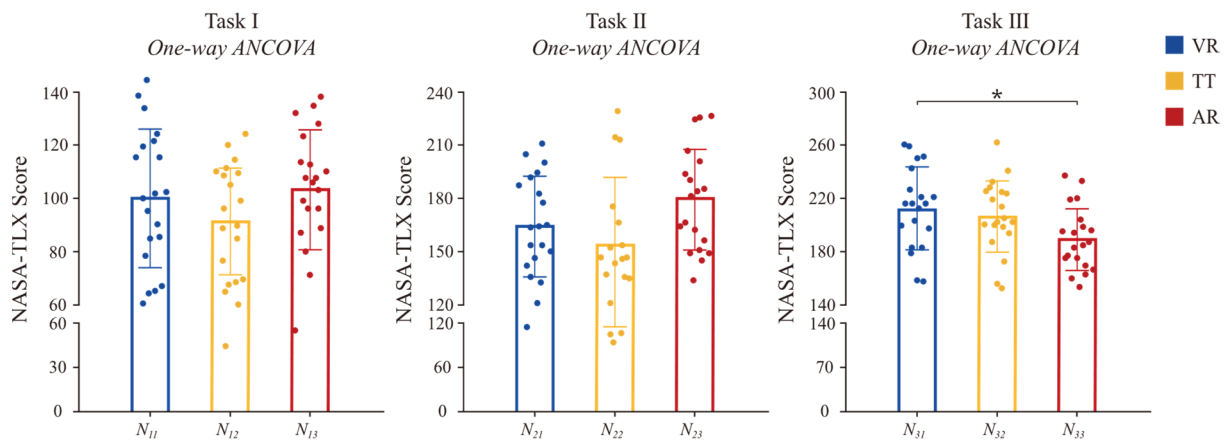 Task I
One-way ANCOVA
NASA-TLX Score
140
120
100
80
60
60
30
0
N11
N12
N13
Task II
One-way ANCOVA
NASA-TLX Score
240
210
180
150
120
120
60
0
N21
N22
N23
Task III
One-way ANCOVA
NASA-TLX Score
300
260
220
180
140
140
70
0
*
N31
N32
N33
VR
TT
AR